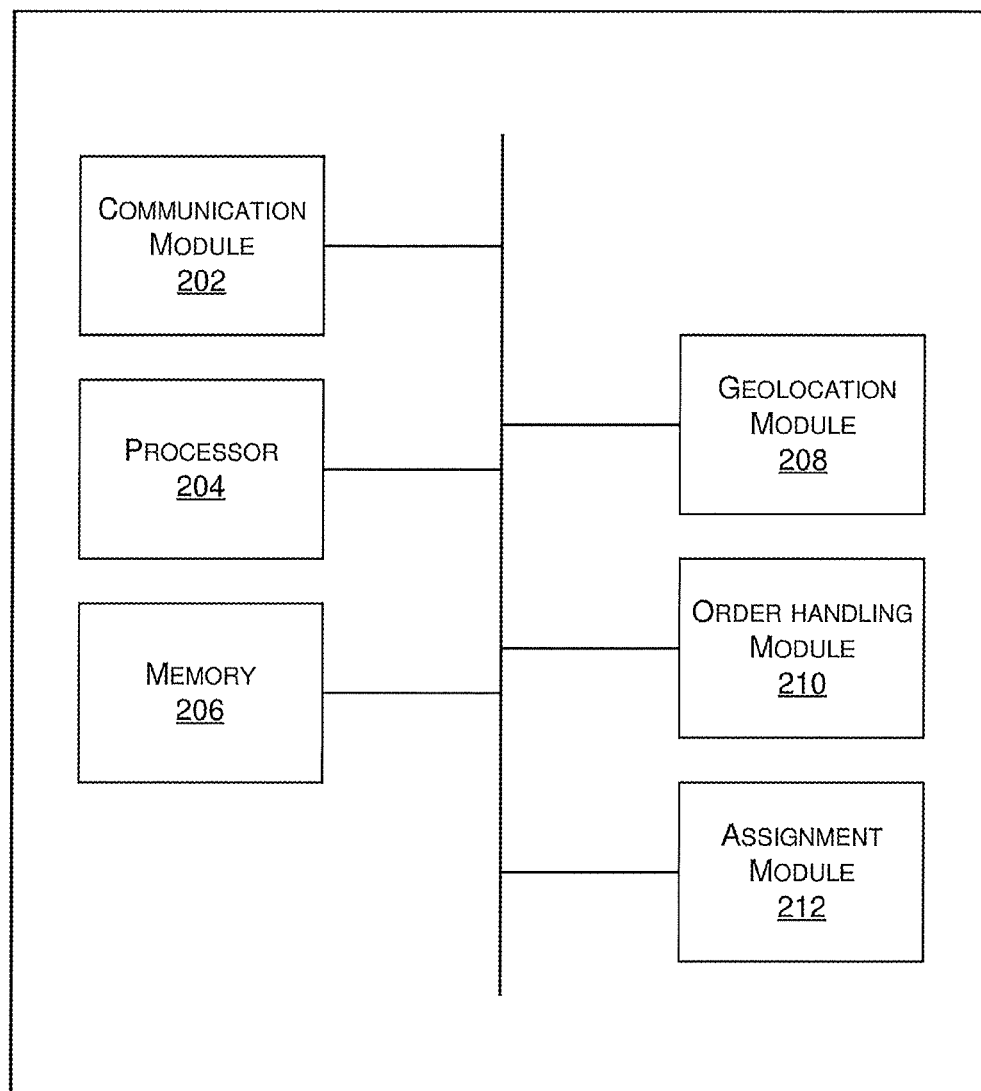 COMMUNICATION
MODULE
202
PROCESSOR
204
MEMORY
206
GEOLOCATION
MODULE
208
ORDER HANDLING
MODULE
210
ASSIGNMENT
MODULE
212